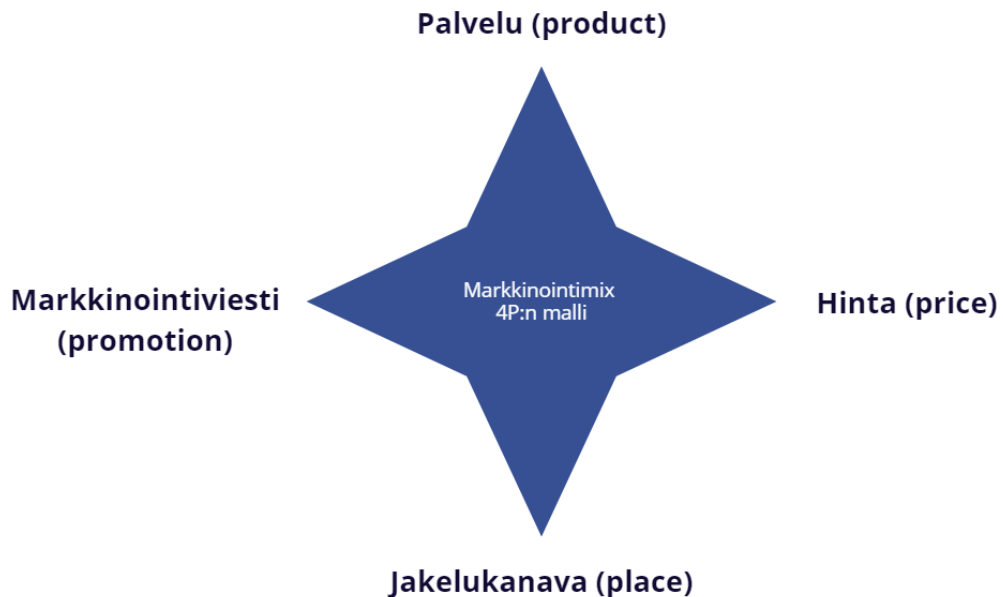 Palvelu (product)
Markkinointiviesti
(promotion)
Markkinointimix
4P:n malli
Hinta (price)
Jakelukanava (place)